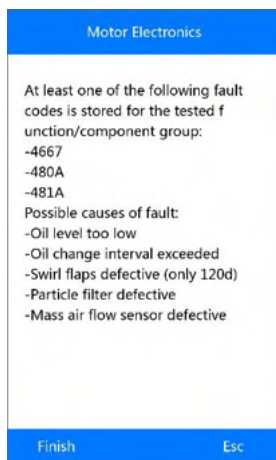 Motor Electronics
At least one of the following fault
codes is stored for the tested f
unction/component group:
-4667
-480A
-481A
Possible causes of fault:
-Oil level too low
-Oil change interval exceeded
-Swirl flaps defective (only 120d)
-Particle filter defective
-Mass air flow sensor defective
Finish
Esc